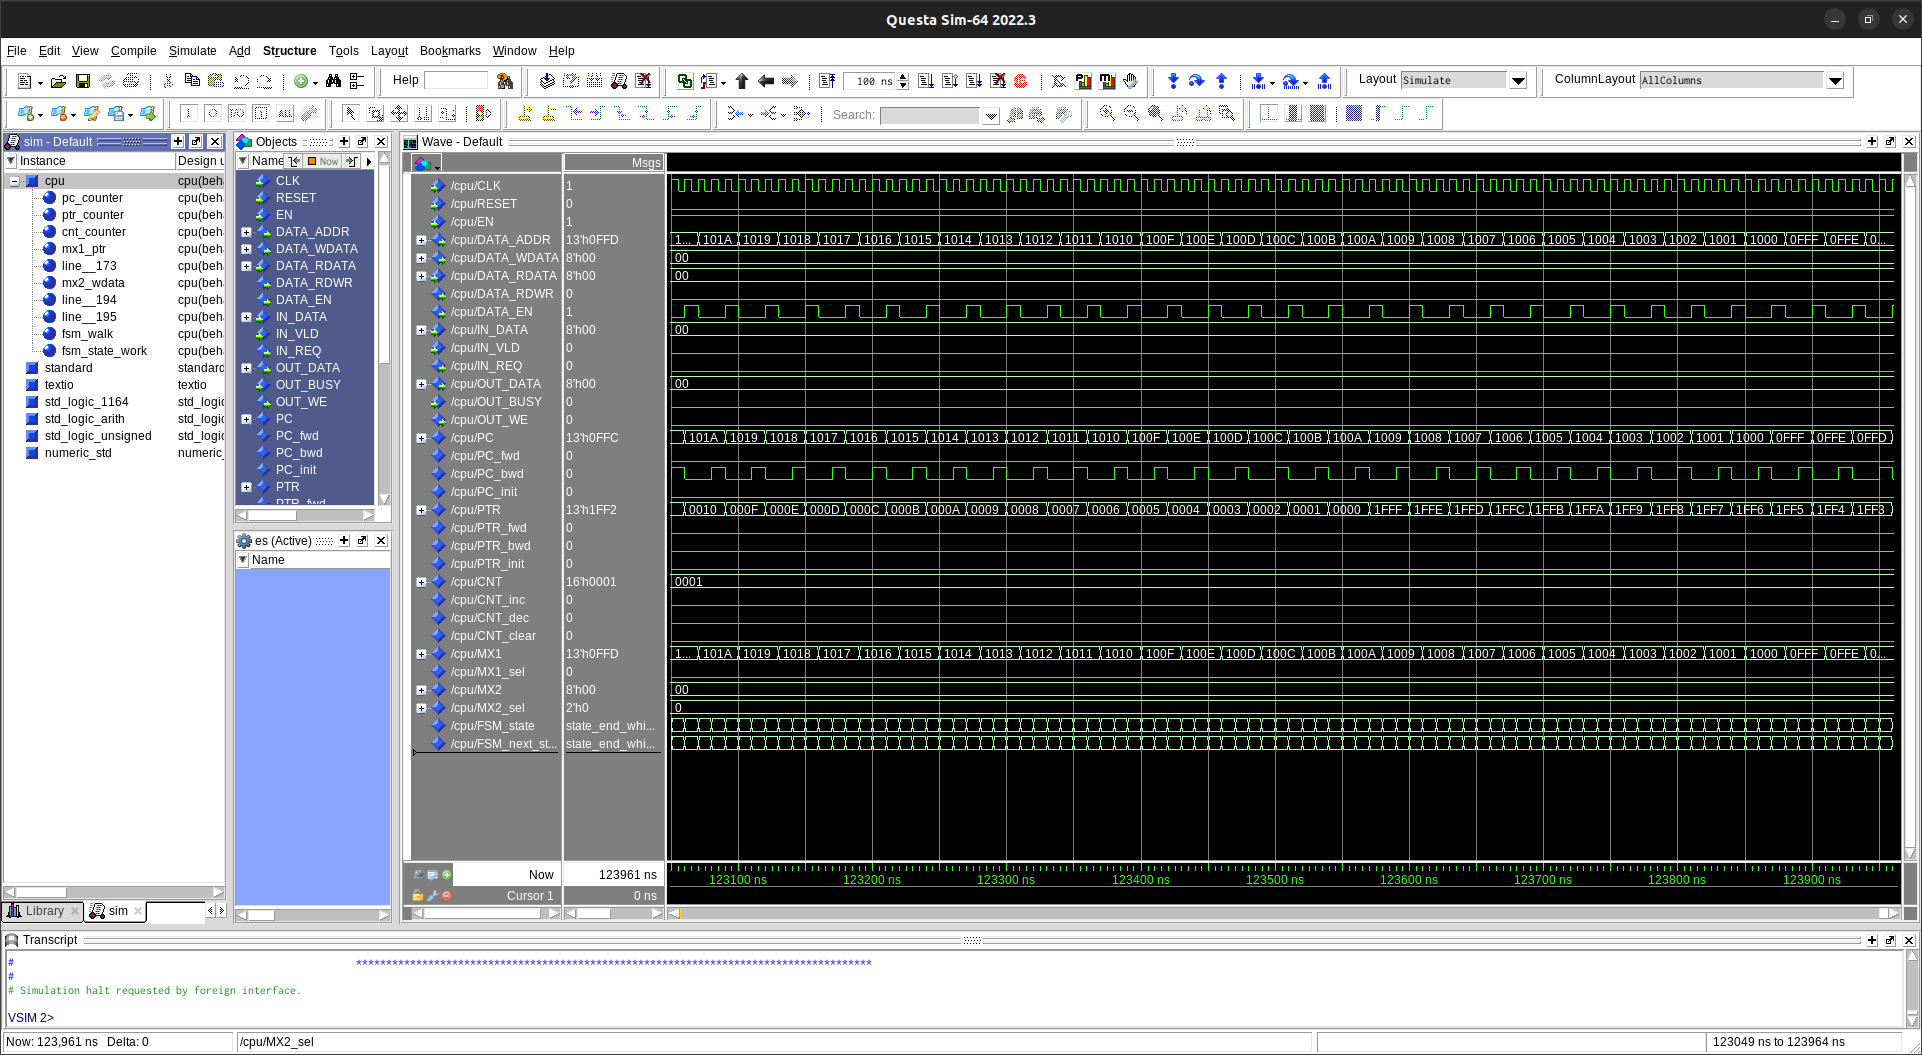 Questa Sim-64 2022.3
File Edit View Compile Simulate Add Structure Tools Layout Bookmarks Window Help
Help
100 ns
Layout Simulate
ColumnLayout AllColumns
Search:
sim - Default
Instance Design u
cpu cpu(beh
pc_counter cpu(beh
ptr_counter cpu(beh
cnt_counter cpu(beh
mx1_ptr cpu(beh
line__173 cpu(beh
mx2_wdata cpu(beh
line__194 cpu(beh
line__195 cpu(beh
fsm_walk cpu(beh
fsm_state_work cpu(beh
standard standard
textio textio
std_logic_1164 std_logic
std_logic_arith std_logic
std_logic_unsigned std_logic
numeric_std numeric_
Library sim
Objects
Name Now
CLK
RESET
EN
DATA_ADDR
DATA_WDATA
DATA_RDATA
DATA_RDWR
DATA_EN
IN_DATA
IN_VLD
IN_REQ
OUT_DATA
OUT_BUSY
OUT_WE
PC
PC_fwd
PC_bwd
PC_init
PTR
PTR_fwd
es (Active)
Name
Wave - Default
Msgs
/cpu/CLK 1
/cpu/RESET 0
/cpu/EN 1
/cpu/DATA_ADDR 13'h0FFD 1... 101A 1019 1018 1017 1016 1015 1014 1013 1012 1011 1010 100F 100E 100D 100C 100B 100A 1009 1008 1007 1006 1005 1004 1003 1002 1001 1000 0FFF 0FFE 0...
/cpu/DATA_WDATA 8'h00 00
/cpu/DATA_RDATA 8'h00 00
/cpu/DATA_RDWR 0
/cpu/DATA_EN 1
/cpu/IN_DATA 8'h00 00
/cpu/IN_VLD 0
/cpu/IN_REQ 0
/cpu/OUT_DATA 8'h00 00
/cpu/OUT_BUSY 0
/cpu/OUT_WE 0
/cpu/PC 13'h0FFC 101A 1019 1018 1017 1016 1015 1014 1013 1012 1011 1010 100F 100E 100D 100C 100B 100A 1009 1008 1007 1006 1005 1004 1003 1002 1001 1000 0FFF 0FFE 0FFD
/cpu/PC_fwd 0
/cpu/PC_bwd 0
/cpu/PC_init 0
/cpu/PTR 13'h1FF2 0010 000F 000E 000D 000C 000B 000A 0009 0008 0007 0006 0005 0004 0003 0002 0001 0000 1FFF 1FFE 1FFD 1FFC 1FFB 1FFA 1FF9 1FF8 1FF7 1FF6 1FF5 1FF4 1FF3
/cpu/PTR_fwd 0
/cpu/PTR_bwd 0
/cpu/PTR_init 0
/cpu/CNT 16'h0001 0001
/cpu/CNT_inc 0
/cpu/CNT_dec 0
/cpu/CNT_clear 0
/cpu/MX1 13'h0FFD 1... 101A 1019 1018 1017 1016 1015 1014 1013 1012 1011 1010 100F 100E 100D 100C 100B 100A 1009 1008 1007 1006 1005 1004 1003 1002 1001 1000 0FFF 0FFE 0...
/cpu/MX1_sel 0
/cpu/MX2 8'h00 00
/cpu/MX2_sel 2'h0 0
/cpu/FSM_state state_end_whi...
/cpu/FSM_next_st... state_end_whi...
Now 123961 ns 123100 ns 123200 ns 123300 ns 123400 ns 123500 ns 123600 ns 123700 ns 123800 ns 123900 ns
Cursor 1 0 ns
Transcript
#
#
# Simulation halt requested by foreign interface.
VSIM 2>
Now: 123,961 ns Delta: 0 /cpu/MX2_sel 123049 ns to 123964 ns